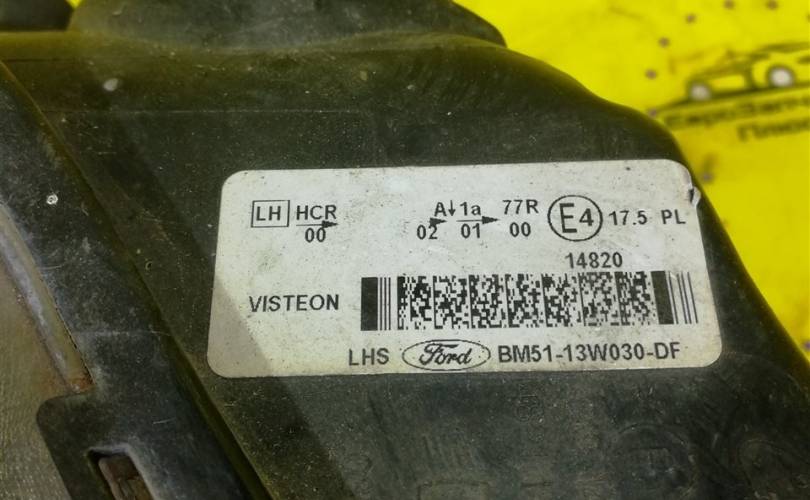 LH HCR A↓1a 77R E4 17.5 PL
00 02 01 00
14820
VISTEON
LHS Ford BM51-13W030-DF